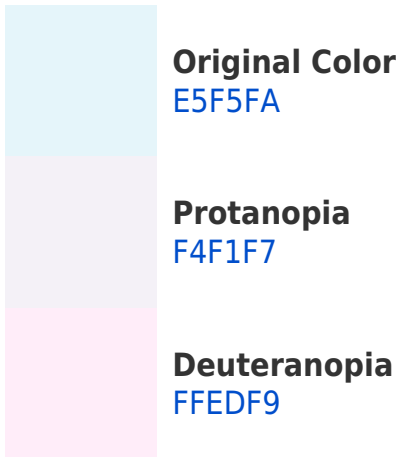 Original Color
E5F5FA
Protanopia
F4F1F7
Deuteranopia
FFEDF9